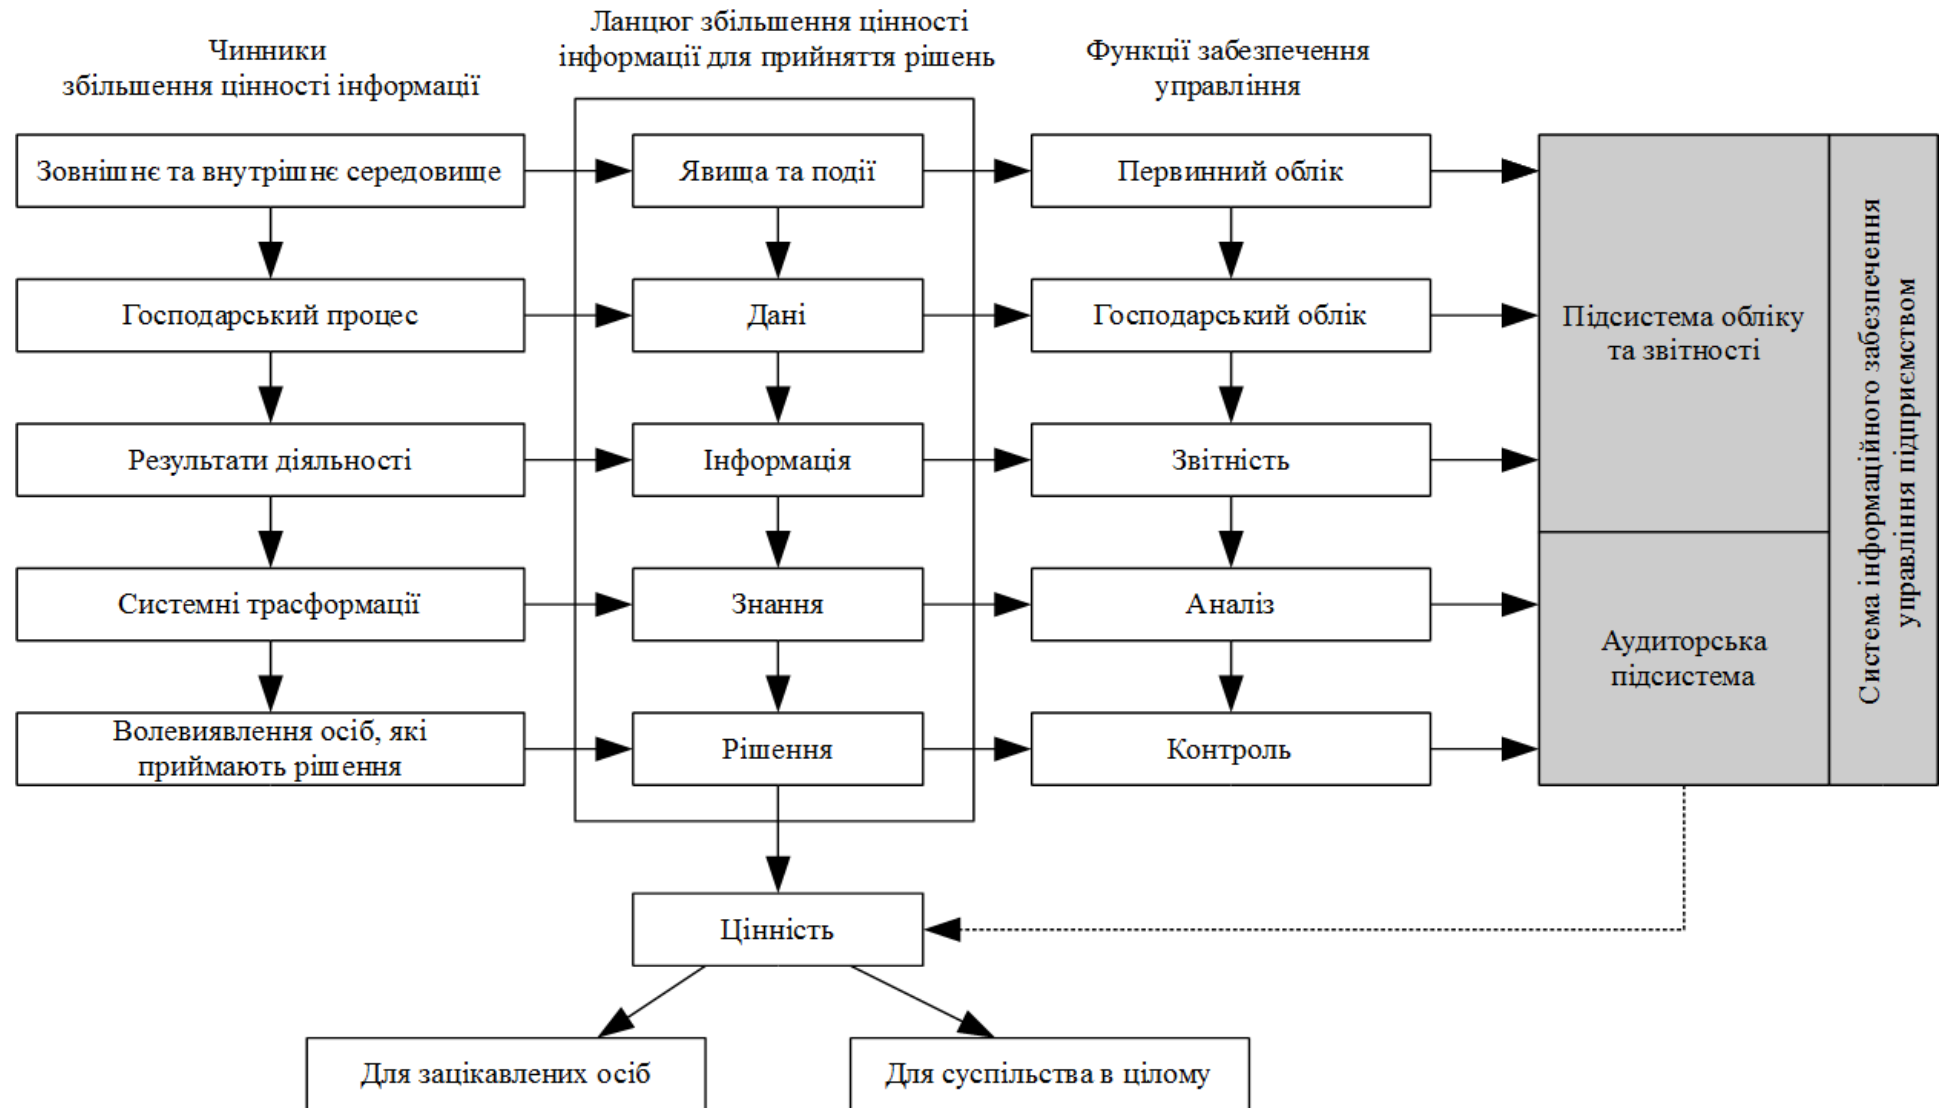 Чинники
збільшення цінності інформації
Ланцюг збільшення цінності
інформації для прийняття рішень
Функції забезпечення
управління
Зовнішнє та внутрішнє середовище
Явища та події
Первинний облік
Господарський процес
Дані
Господарський облік
Підсистема обліку
та звітності
Результати діяльності
Інформація
Звітність
Системні трасформації
Знання
Аналіз
Аудиторська
підсистема
Волевиявлення осіб, які
приймають рішення
Рішення
Контроль
Система інформаційного забезпечення
управління підприємством
Цінність
Для зацікавлених осіб
Для суспільства в цілому